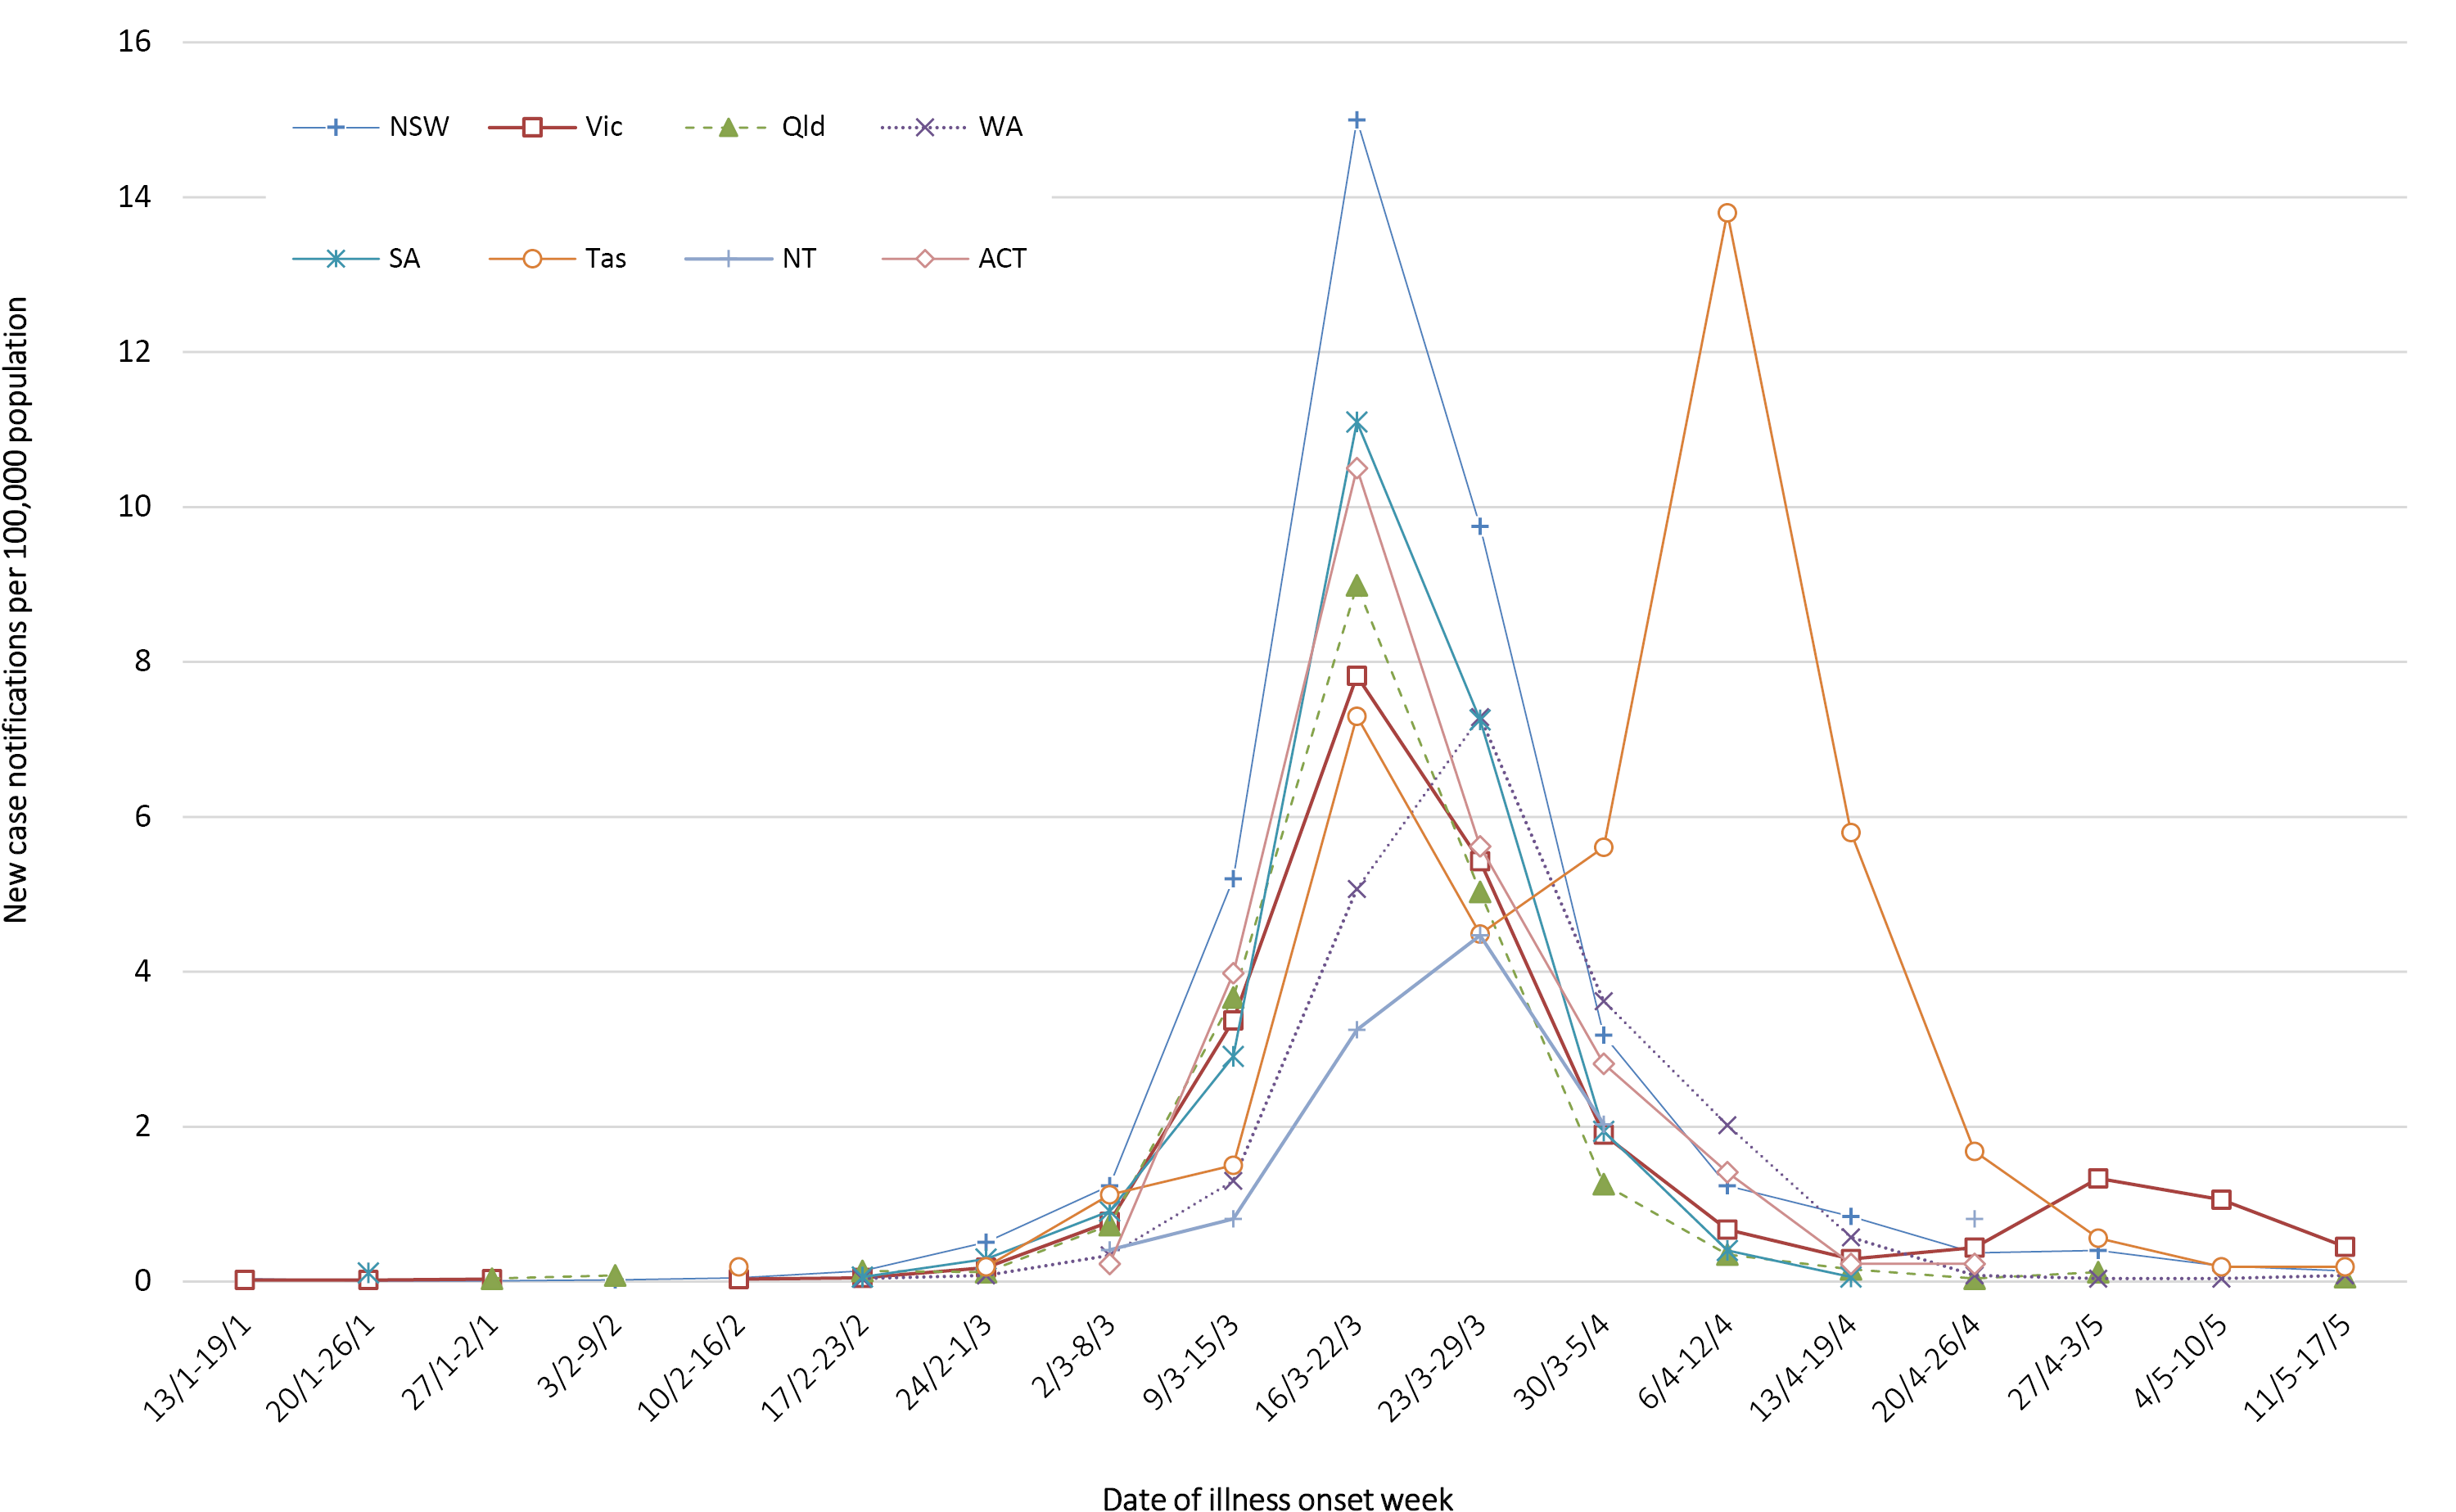 New case notifications per 100,000 population
16
14
12
10
8
6
4
2
0
NSW Vic Qld WA
SA Tas NT ACT
13/1-19/1 20/1-26/1 27/1-2/1 3/2-9/2 10/2-16/2 17/2-23/2 24/2-1/3 2/3-8/3 9/3-15/3 16/3-22/3 23/3-29/3 30/3-5/4 6/4-12/4 13/4-19/4 20/4-26/4 27/4-3/5 4/5-10/5 11/5-17/5
Date of illness onset week